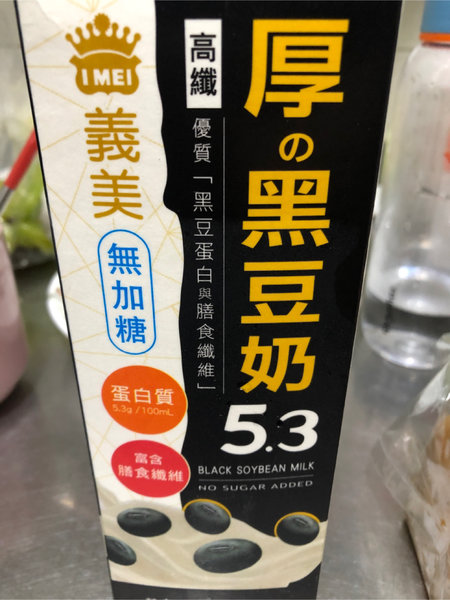 I MEI
義美
無加糖
蛋白質
5.3g / 100mL
富含
膳食纖維
高纖
優質「黑豆蛋白與膳食纖維」
厚の黑豆奶
5.3
BLACK SOYBEAN MILK
NO SUGAR ADDED